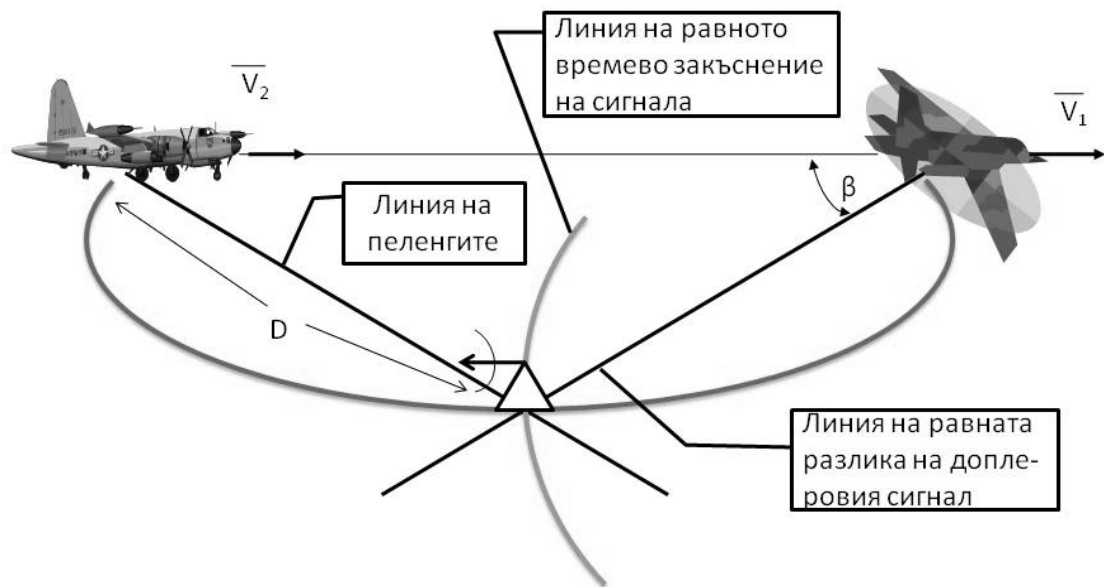 V₂
Линия на равното
времево закъснение
на сигнала
V₁
Линия на
пеленгите
β
D
Линия на равната
разлика на допле-
ровия сигнал